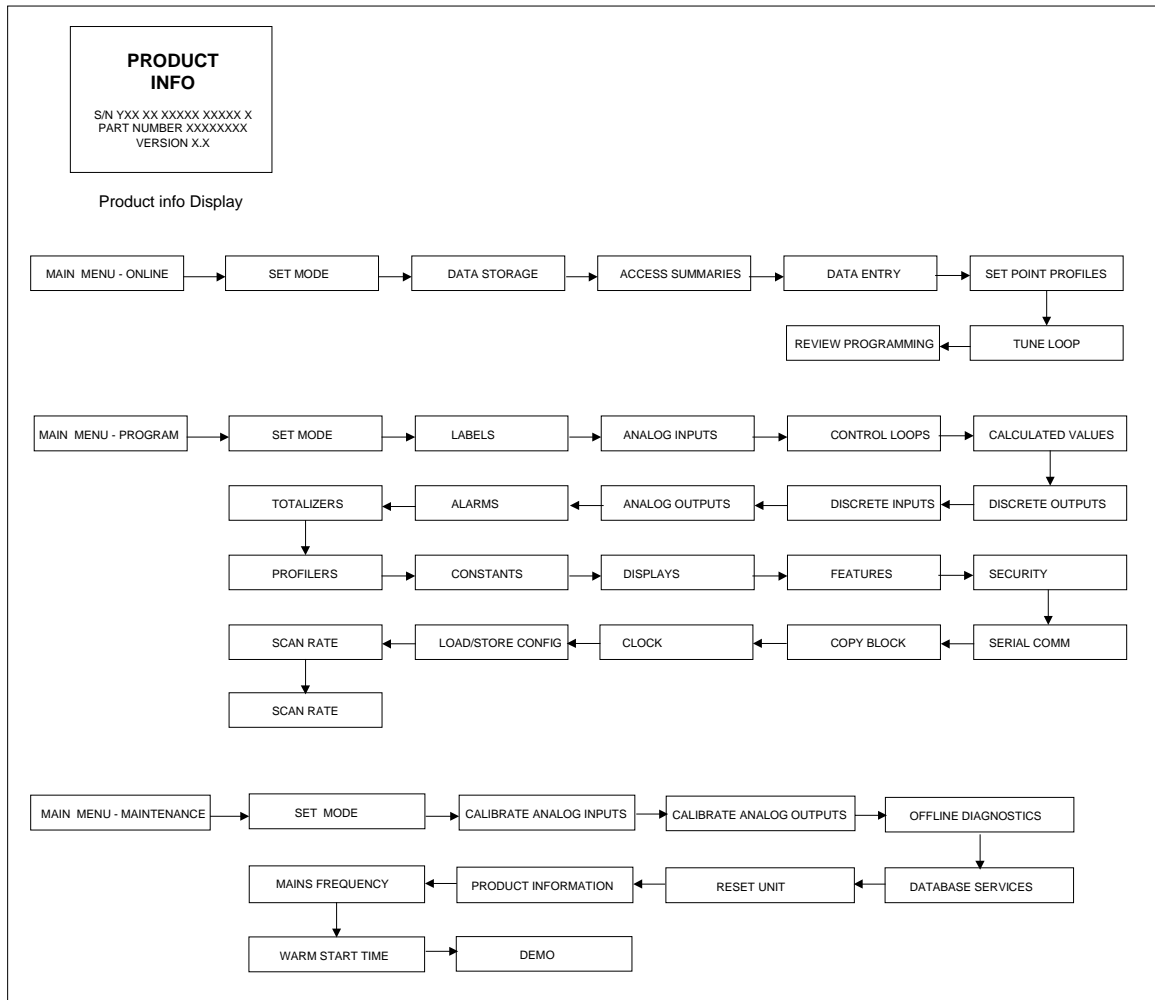 PRODUCT
INFO
S/N YXX XX XXXXX XXXXX X
PART NUMBER XXXXXXXX
VERSION X.X
Product info Display
MAIN MENU - ONLINE
SET MODE
DATA STORAGE
ACCESS SUMMARIES
DATA ENTRY
SET POINT PROFILES
TUNE LOOP
REVIEW PROGRAMMING
MAIN MENU - PROGRAM
SET MODE
LABELS
ANALOG INPUTS
CONTROL LOOPS
CALCULATED VALUES
DISCRETE OUTPUTS
DISCRETE INPUTS
ANALOG OUTPUTS
ALARMS
TOTALIZERS
PROFILERS
CONSTANTS
DISPLAYS
FEATURES
SECURITY
SERIAL COMM
COPY BLOCK
CLOCK
LOAD/STORE CONFIG
SCAN RATE
SCAN RATE
MAIN MENU - MAINTENANCE
SET MODE
CALIBRATE ANALOG INPUTS
CALIBRATE ANALOG OUTPUTS
OFFLINE DIAGNOSTICS
DATABASE SERVICES
RESET UNIT
PRODUCT INFORMATION
MAINS FREQUENCY
WARM START TIME
DEMO